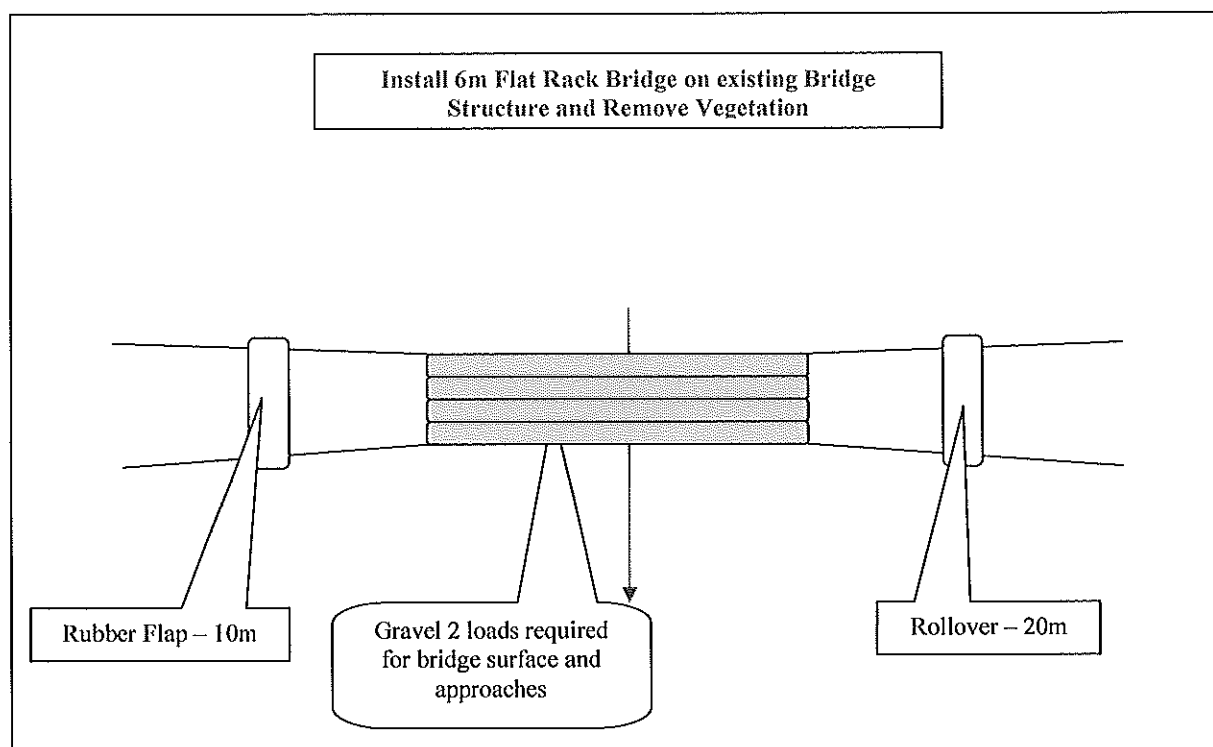 Install 6m Flat Rack Bridge on existing Bridge
Structure and Remove Vegetation
Rubber Flap – 10m
Gravel 2 loads required
for bridge surface and
approaches
Rollover – 20m